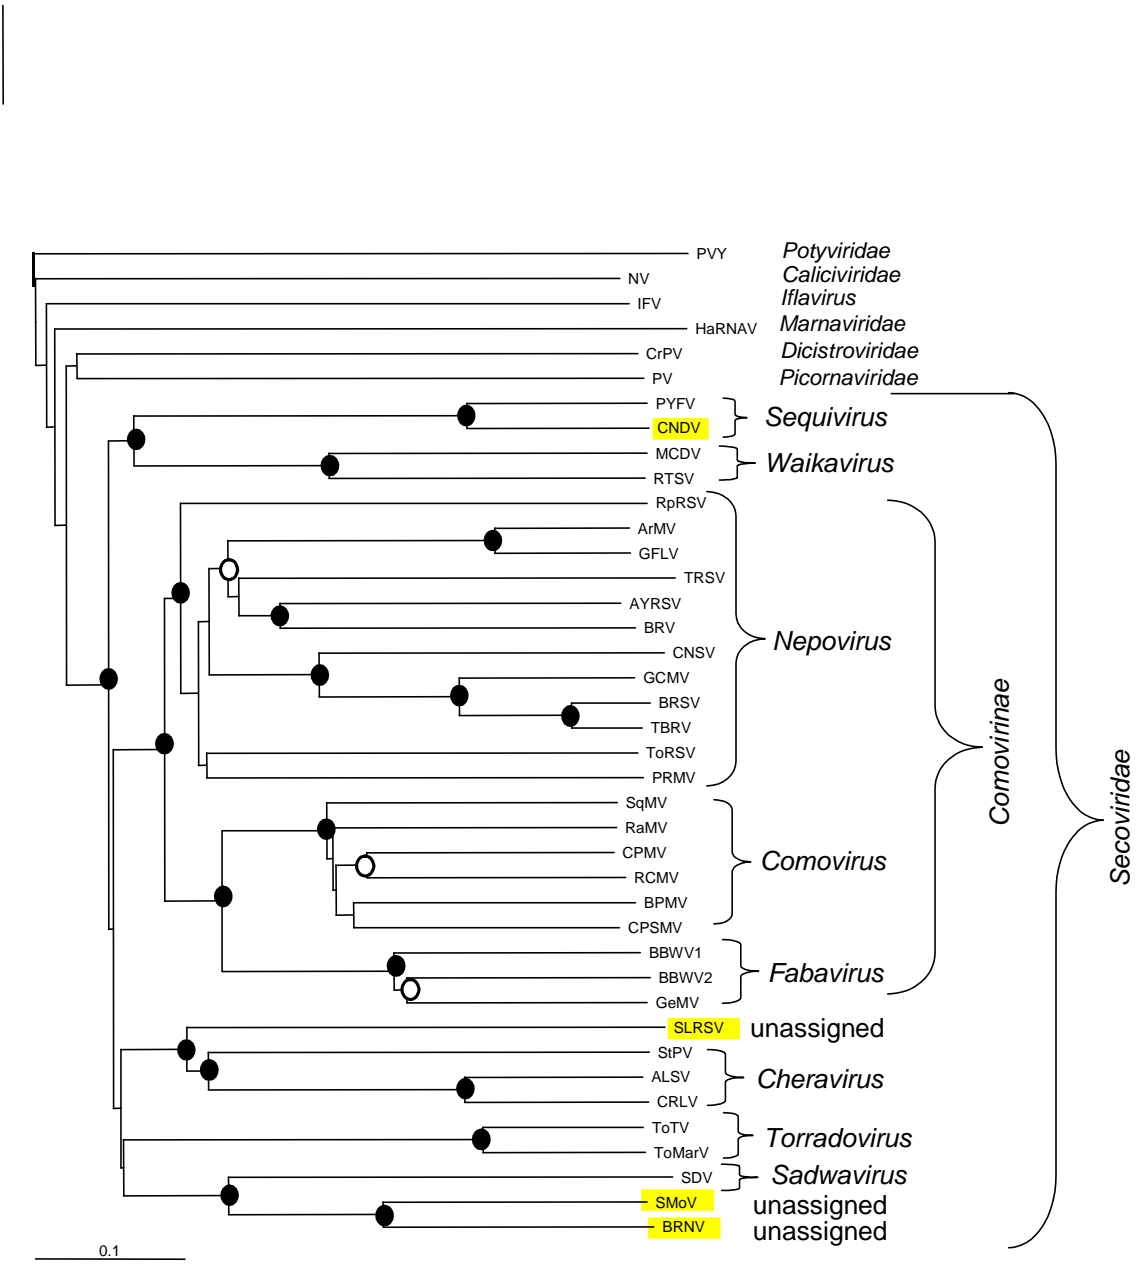 PVY Potyviridae
NV Caliciviridae
IFV Iflavirus
HaRNAV Marnaviridae
CrPV Dicistroviridae
PV Picornaviridae
PYFV
Sequivirus
CNDV
MCDV
Waikavirus
RTSV
RpRSV
ArMV
GFLV
TRSV
AYRSV
BRV
Nepovirus
CNSV
GCMV
BRSV
TBRV
ToRSV
PRMV
Comovirinae
Secoviridae
SqMV
RaMV
CPMV
Comovirus
RCMV
BPMV
CPSMV
BBWV1
Fabavirus
BBWV2
GeMV
SLRSV unassigned
StPV
ALSV
Cheravirus
CRLV
ToTV
Torradovirus
ToMarV
SDV Sadwavirus
SMoV unassigned
BRNV unassigned
0.1